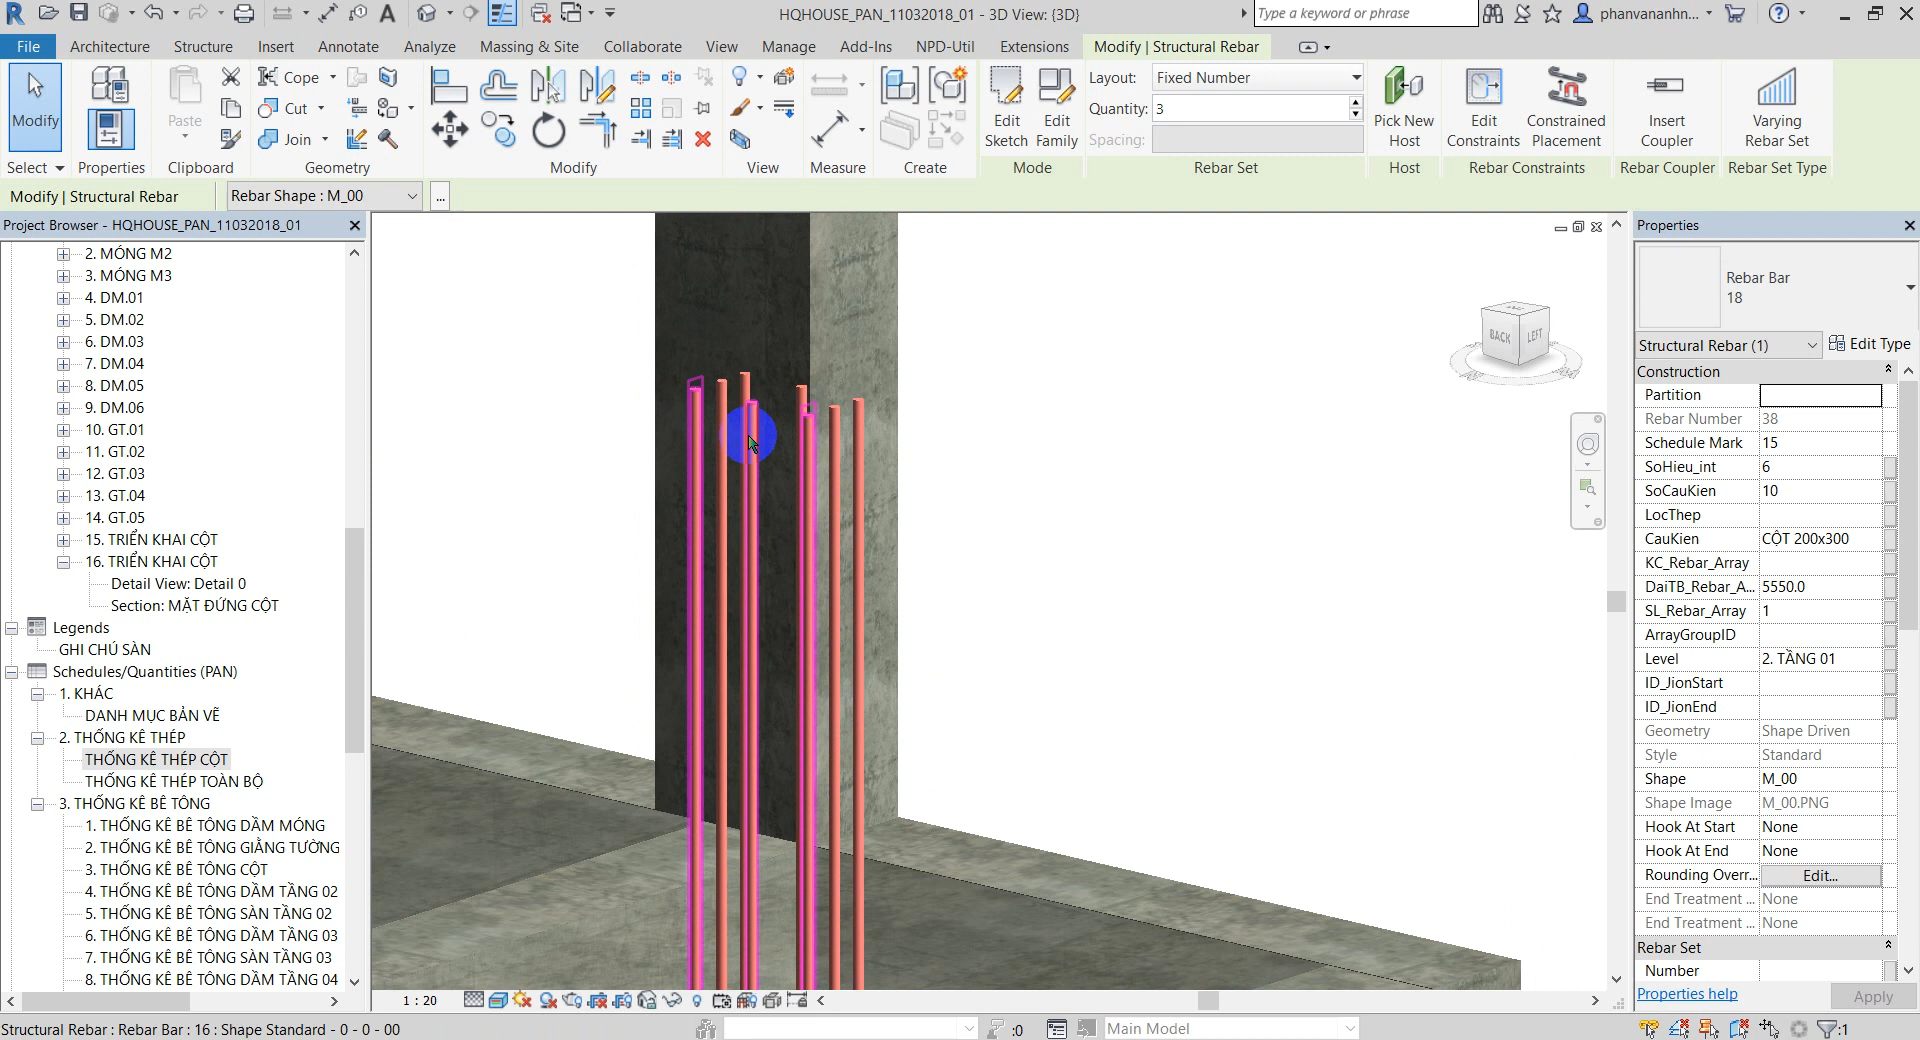 HQHOUSE_PAN_11032018_01 - 3D View: {3D}
Type a keyword or phrase
phanvananhn...
File Architecture Structure Insert Annotate Analyze Massing & Site Collaborate View Manage Add-Ins NPD-Util Extensions Modify | Structural Rebar
Modify
Paste
Cope
Cut
Join
Edit Sketch
Edit Family
Layout: Fixed Number
Quantity: 3
Spacing:
Pick New Host
Edit Constraints
Constrained Placement
Insert Coupler
Varying Rebar Set
Select Properties Clipboard Geometry Modify View Measure Create Mode Rebar Set Host Rebar Constraints Rebar Coupler Rebar Set Type
Modify | Structural Rebar
Rebar Shape : M_00
...
Project Browser - HQHOUSE_PAN_11032018_01
2. MÓNG M2
3. MÓNG M3
4. DM.01
5. DM.02
6. DM.03
7. DM.04
8. DM.05
9. DM.06
10. GT.01
11. GT.02
12. GT.03
13. GT.04
14. GT.05
15. TRIỂN KHAI CỘT
16. TRIỂN KHAI CỘT
Detail View: Detail 0
Section: MẶT ĐỨNG CỘT
Legends
GHI CHÚ SÀN
Schedules/Quantities (PAN)
1. KHÁC
DANH MỤC BẢN VẼ
2. THỐNG KÊ THÉP
THỐNG KÊ THÉP CỘT
THỐNG KÊ THÉP TOÀN BỘ
3. THỐNG KÊ BÊ TÔNG
1. THỐNG KÊ BÊ TÔNG DẦM MÓNG
2. THỐNG KÊ BÊ TÔNG GIẰNG TƯỜNG
3. THỐNG KÊ BÊ TÔNG CỘT
4. THỐNG KÊ BÊ TÔNG DẦM TẦNG 02
5. THỐNG KÊ BÊ TÔNG SÀN TẦNG 02
6. THỐNG KÊ BÊ TÔNG DẦM TẦNG 03
7. THỐNG KÊ BÊ TÔNG SÀN TẦNG 03
8. THỐNG KÊ BÊ TÔNG DẦM TẦNG 04
BACK
LEFT
1 : 20
Properties
Rebar Bar
18
Structural Rebar (1)
Edit Type
Construction
Partition
Rebar Number 38
Schedule Mark 15
SoHieu_int 6
SoCauKien 10
LocThep
CauKien CỘT 200x300
KC_Rebar_Array
DaiTB_Rebar_A... 5550.0
SL_Rebar_Array 1
ArrayGroupID
Level 2. TẦNG 01
ID_JionStart
ID_JionEnd
Geometry Shape Driven
Style Standard
Shape M_00
Shape Image M_00.PNG
Hook At Start None
Hook At End None
Rounding Overr... Edit...
End Treatment ... None
End Treatment ... None
Rebar Set
Number
Properties help
Apply
Structural Rebar : Rebar Bar : 16 : Shape Standard - 0 - 0 - 00
:0
Main Model
:1